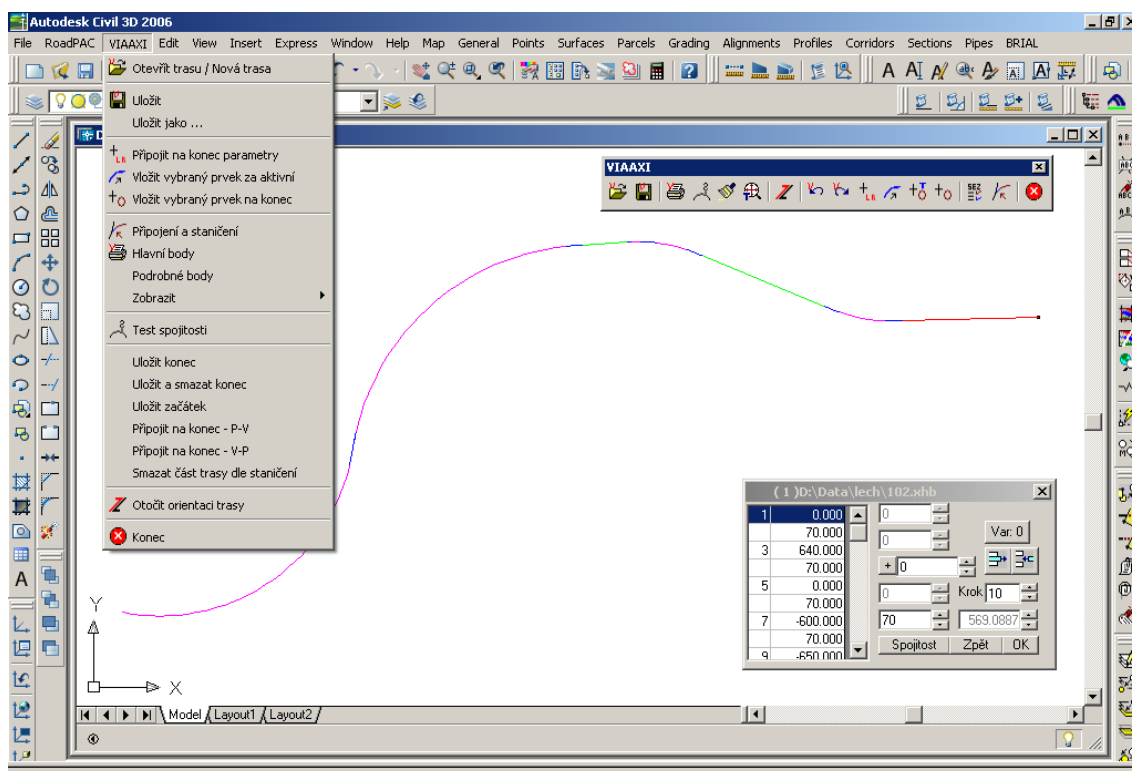 Autodesk Civil 3D 2006
File RoadPAC VIAAXI Edit View Insert Express Window Help Map General Points Surfaces Parcels Grading Alignments Profiles Corridors Sections Pipes BRIAL
Otevřít trasu / Nová trasa
Uložit
Uložit jako ...
Připojit na konec parametry
Vložit vybraný prvek za aktivní
Vložit vybraný prvek na konec
Připojení a staničení
Hlavní body
Podrobné body
Zobrazit
Test spojitosti
Uložit konec
Uložit a smazat konec
Uložit začátek
Připojit na konec - P-V
Připojit na konec - V-P
Smazat část trasy dle staničení
Otočit orientaci trasy
Konec
D
VIAAXI
( 1 )D:\Data\lech\102.xhb
1 0.000 0
70.000 Var: 0
0
3 640.000
70.000 + 0
5 0.000 0 Krok 10
70.000
7 -600.000 70 569.0887
70.000 Spojitost Zpět OK
9 -650.000
Y
X
A
Model Layout1 Layout2